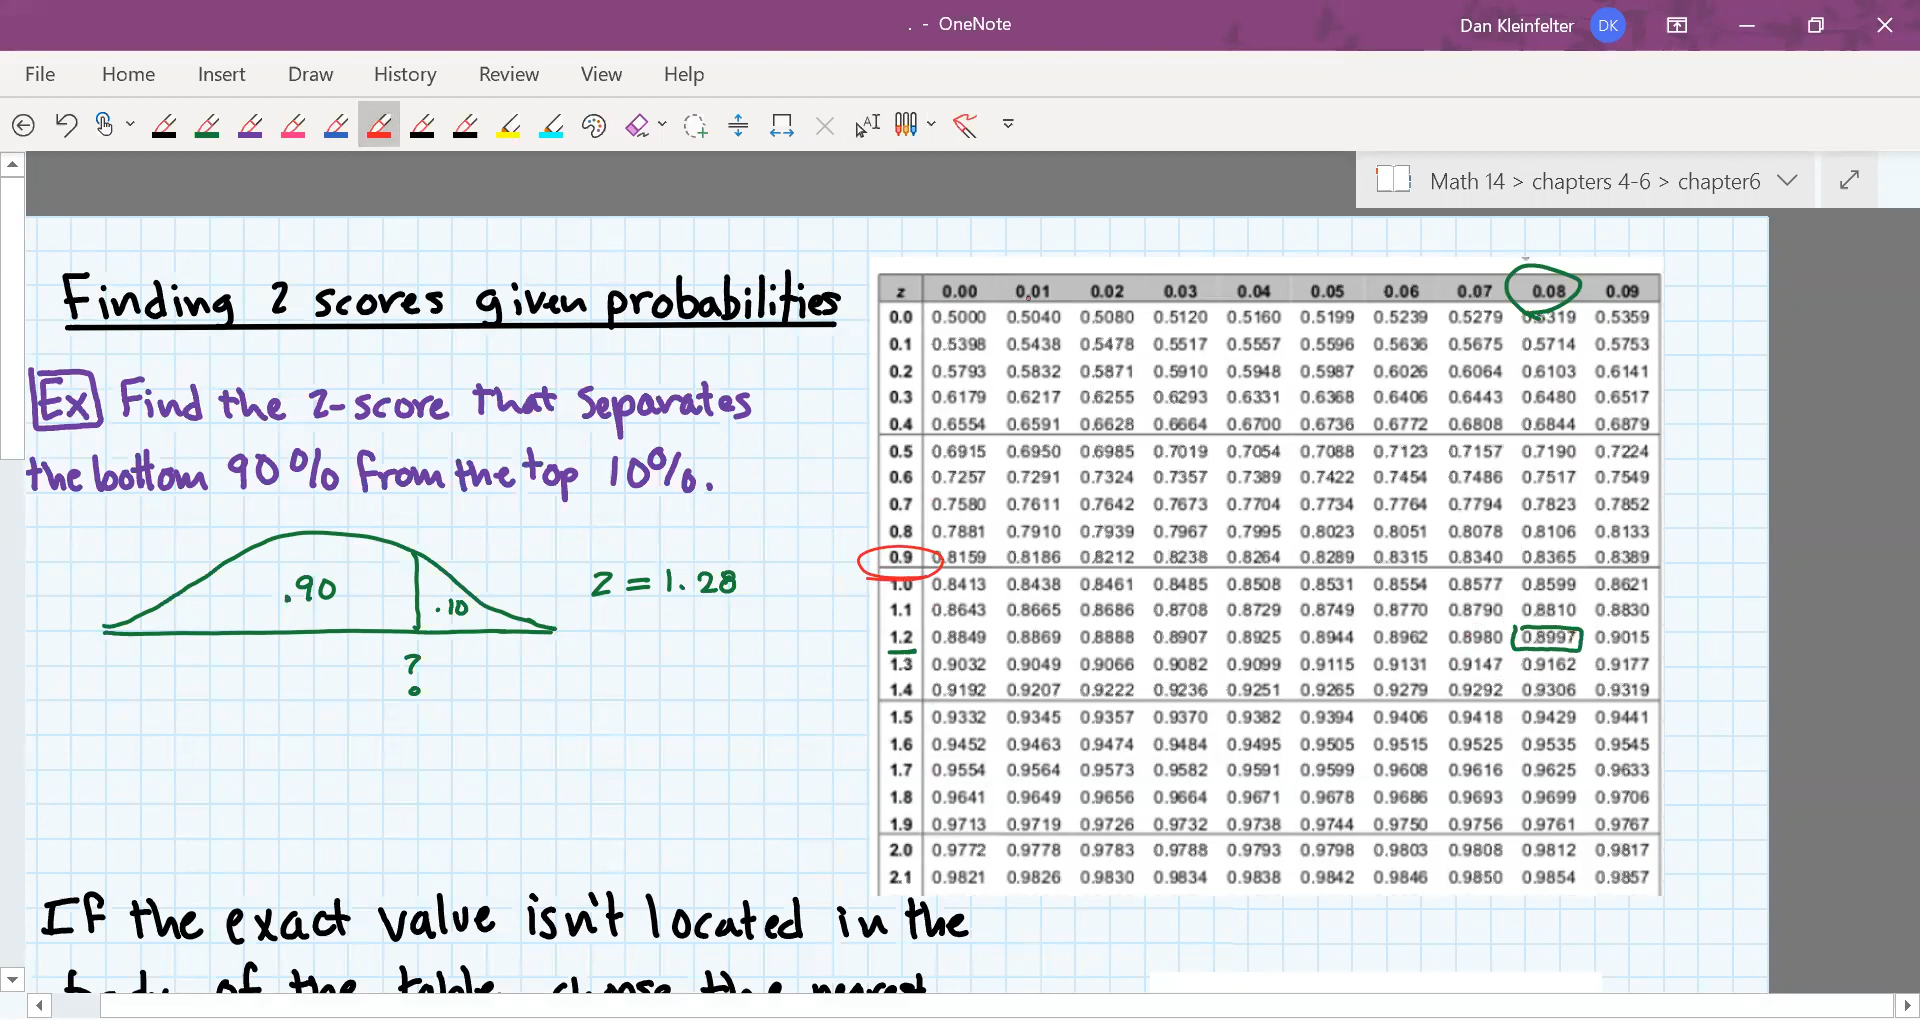 . - OneNote
Dan Kleinfelter DK
File Home Insert Draw History Review View Help
Math 14 > chapters 4-6 > chapter6
Finding Z scores given probabilities
Ex Find the Z-score that separates
the bottom 90% from the top 10%.
.90
.10
?
Z = 1.28
z 0.00 0.01 0.02 0.03 0.04 0.05 0.06 0.07 0.08 0.09
0.0 0.5000 0.5040 0.5080 0.5120 0.5160 0.5199 0.5239 0.5279 0.5319 0.5359
0.1 0.5398 0.5438 0.5478 0.5517 0.5557 0.5596 0.5636 0.5675 0.5714 0.5753
0.2 0.5793 0.5832 0.5871 0.5910 0.5948 0.5987 0.6026 0.6064 0.6103 0.6141
0.3 0.6179 0.6217 0.6255 0.6293 0.6331 0.6368 0.6406 0.6443 0.6480 0.6517
0.4 0.6554 0.6591 0.6628 0.6664 0.6700 0.6736 0.6772 0.6808 0.6844 0.6879
0.5 0.6915 0.6950 0.6985 0.7019 0.7054 0.7088 0.7123 0.7157 0.7190 0.7224
0.6 0.7257 0.7291 0.7324 0.7357 0.7389 0.7422 0.7454 0.7486 0.7517 0.7549
0.7 0.7580 0.7611 0.7642 0.7673 0.7704 0.7734 0.7764 0.7794 0.7823 0.7852
0.8 0.7881 0.7910 0.7939 0.7967 0.7995 0.8023 0.8051 0.8078 0.8106 0.8133
0.9 0.8159 0.8186 0.8212 0.8238 0.8264 0.8289 0.8315 0.8340 0.8365 0.8389
1.0 0.8413 0.8438 0.8461 0.8485 0.8508 0.8531 0.8554 0.8577 0.8599 0.8621
1.1 0.8643 0.8665 0.8686 0.8708 0.8729 0.8749 0.8770 0.8790 0.8810 0.8830
1.2 0.8849 0.8869 0.8888 0.8907 0.8925 0.8944 0.8962 0.8980 0.8997 0.9015
1.3 0.9032 0.9049 0.9066 0.9082 0.9099 0.9115 0.9131 0.9147 0.9162 0.9177
1.4 0.9192 0.9207 0.9222 0.9236 0.9251 0.9265 0.9279 0.9292 0.9306 0.9319
1.5 0.9332 0.9345 0.9357 0.9370 0.9382 0.9394 0.9406 0.9418 0.9429 0.9441
1.6 0.9452 0.9463 0.9474 0.9484 0.9495 0.9505 0.9515 0.9525 0.9535 0.9545
1.7 0.9554 0.9564 0.9573 0.9582 0.9591 0.9599 0.9608 0.9616 0.9625 0.9633
1.8 0.9641 0.9649 0.9656 0.9664 0.9671 0.9678 0.9686 0.9693 0.9699 0.9706
1.9 0.9713 0.9719 0.9726 0.9732 0.9738 0.9744 0.9750 0.9756 0.9761 0.9767
2.0 0.9772 0.9778 0.9783 0.9788 0.9793 0.9798 0.9803 0.9808 0.9812 0.9817
2.1 0.9821 0.9826 0.9830 0.9834 0.9838 0.9842 0.9846 0.9850 0.9854 0.9857
If the exact value isn't located in the
body of the table, choose the nearest